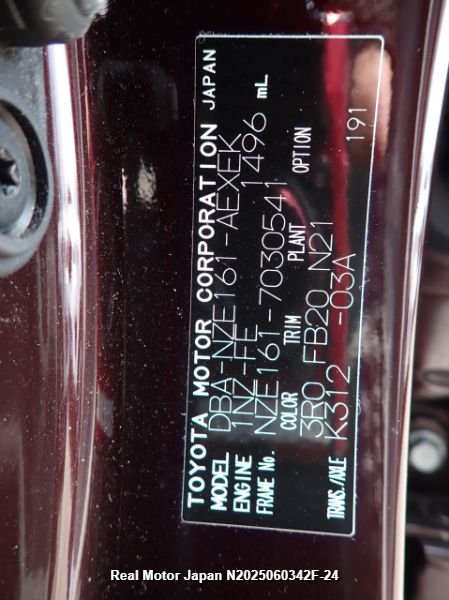 TOYOTA MOTOR CORPORATION JAPAN
MODEL DBA-NZE161-AEXEK
ENGINE 1NZ-FE 1496 mL
FRAME No. NZE161-7030541
COLOR TRIM PLANT OPTION
3R0 FB20 N21
TRANS./AXLE K312 -03A 191
Real Motor Japan N2025060342F-24